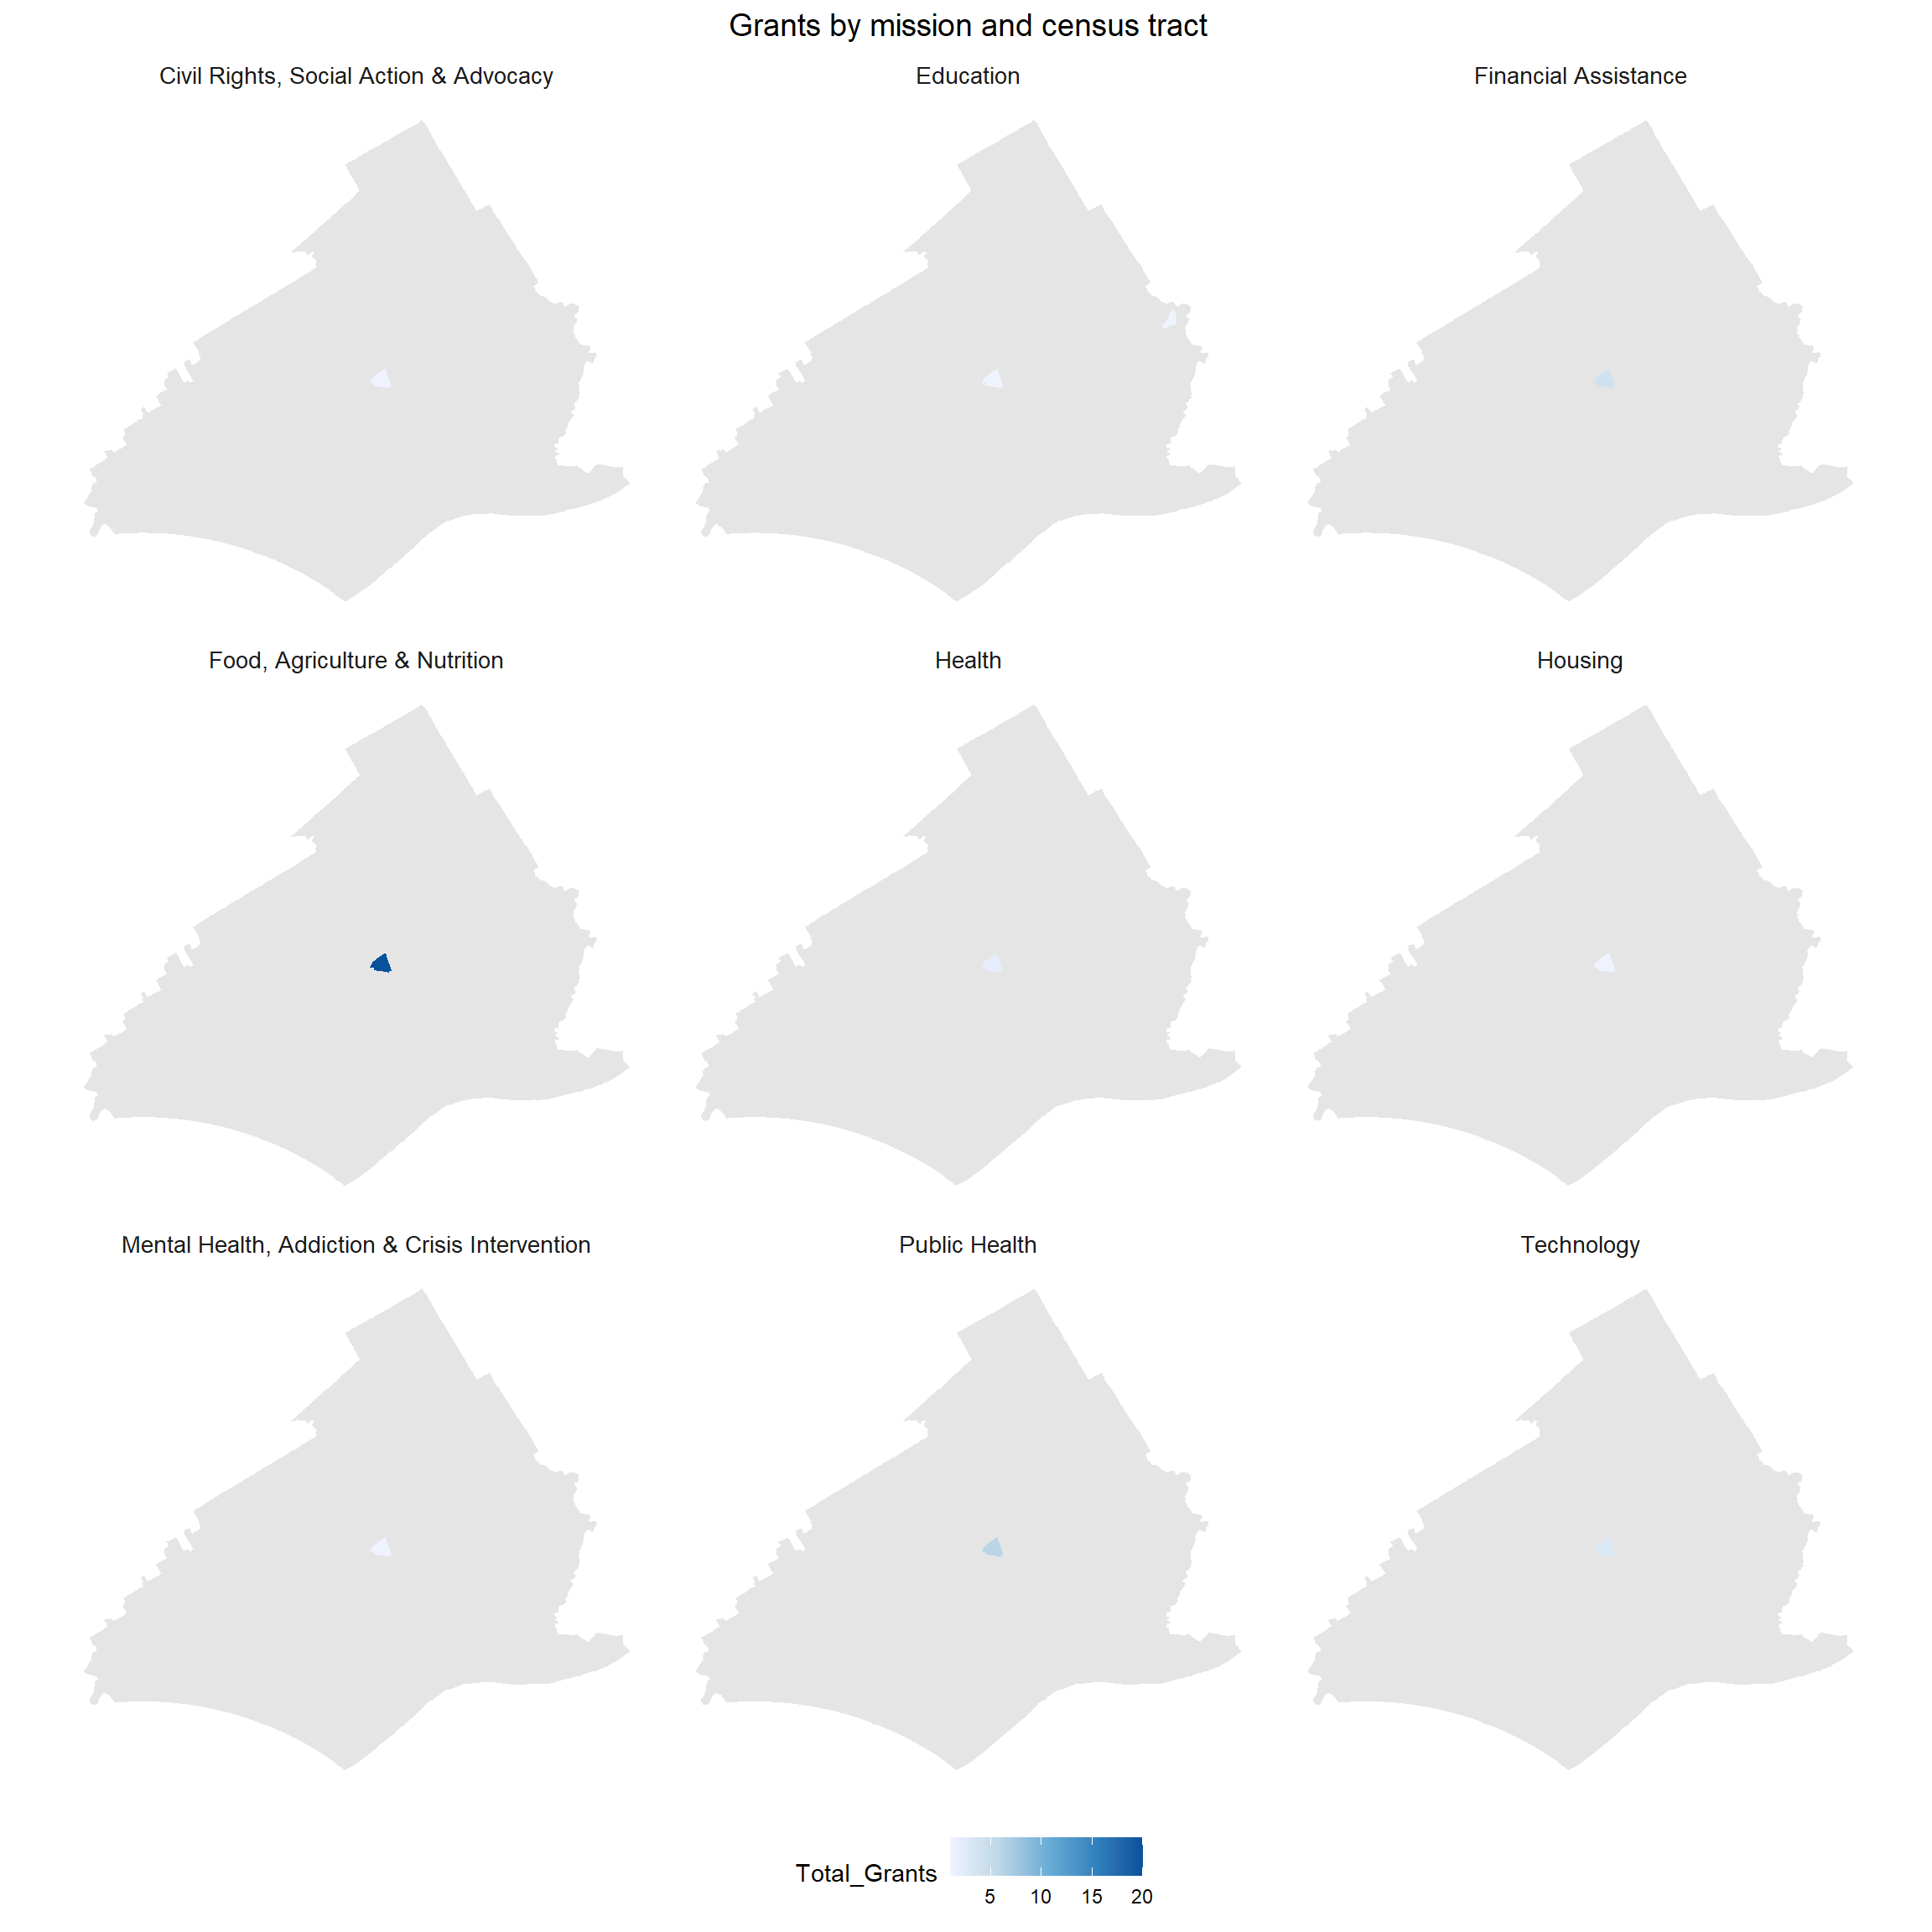 Grants by mission and census tract
Civil Rights, Social Action & Advocacy
Education
Financial Assistance
Food, Agriculture & Nutrition
Health
Housing
Mental Health, Addiction & Crisis Intervention
Public Health
Technology
Total_Grants
5 10 15 20